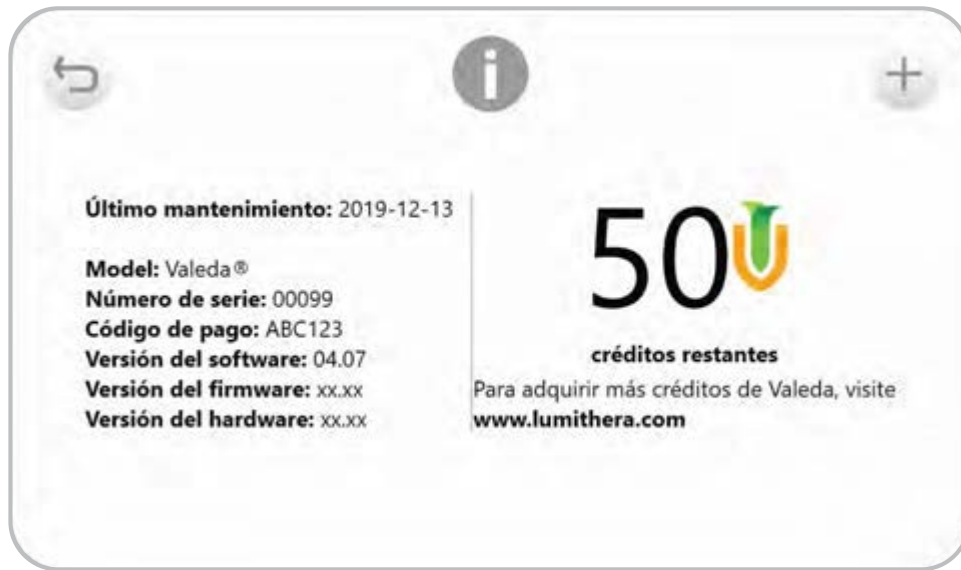 Último mantenimiento: 2019-12-13
Model: Valeda®
Número de serie: 00099
Código de pago: ABC123
Versión del software: 04.07
Versión del firmware: xx.xx
Versión del hardware: xx.xx
50
créditos restantes
Para adquirir más créditos de Valeda, visite
www.lumithera.com